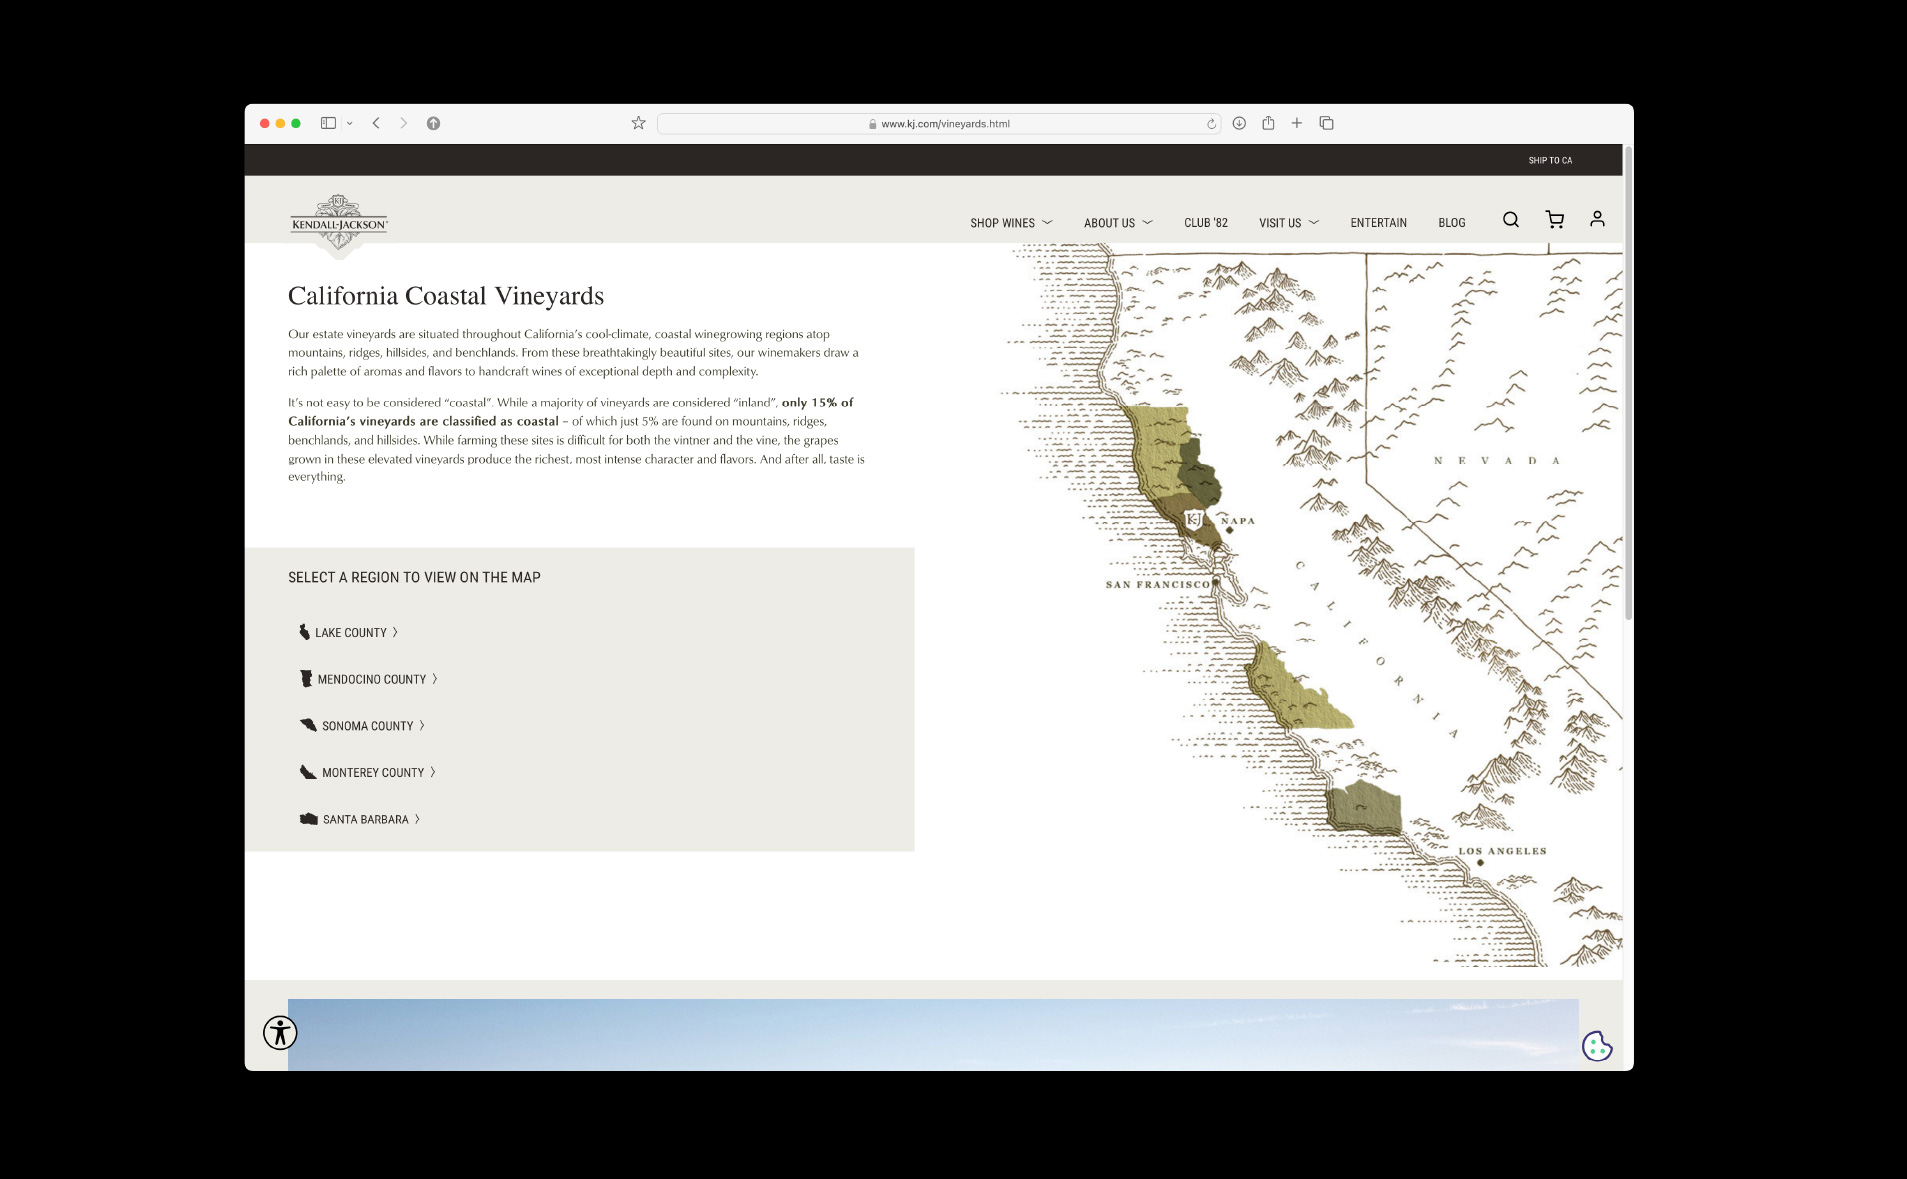 www.kj.com/vineyards.html
SHIP TO CA
KJ
KENDALL-JACKSON
SHOP WINES
ABOUT US
CLUB '82
VISIT US
ENTERTAIN
BLOG
California Coastal Vineyards
Our estate vineyards are situated throughout California’s cool-climate, coastal winegrowing regions atop
mountains, ridges, hillsides, and benchlands. From these breathtakingly beautiful sites, our winemakers draw a
rich palette of aromas and flavors to handcraft wines of exceptional depth and complexity.
It’s not easy to be considered “coastal”. While a majority of vineyards are considered “inland”, only 15% of
California’s vineyards are classified as coastal – of which just 5% are found on mountains, ridges,
benchlands, and hillsides. While farming these sites is difficult for both the vintner and the vine, the grapes
grown in these elevated vineyards produce the richest, most intense character and flavors. And after all, taste is
everything.
SELECT A REGION TO VIEW ON THE MAP
LAKE COUNTY
MENDOCINO COUNTY
SONOMA COUNTY
MONTEREY COUNTY
SANTA BARBARA
NEVADA
KJ
NAPA
SAN FRANCISCO
CALIFORNIA
LOS ANGELES